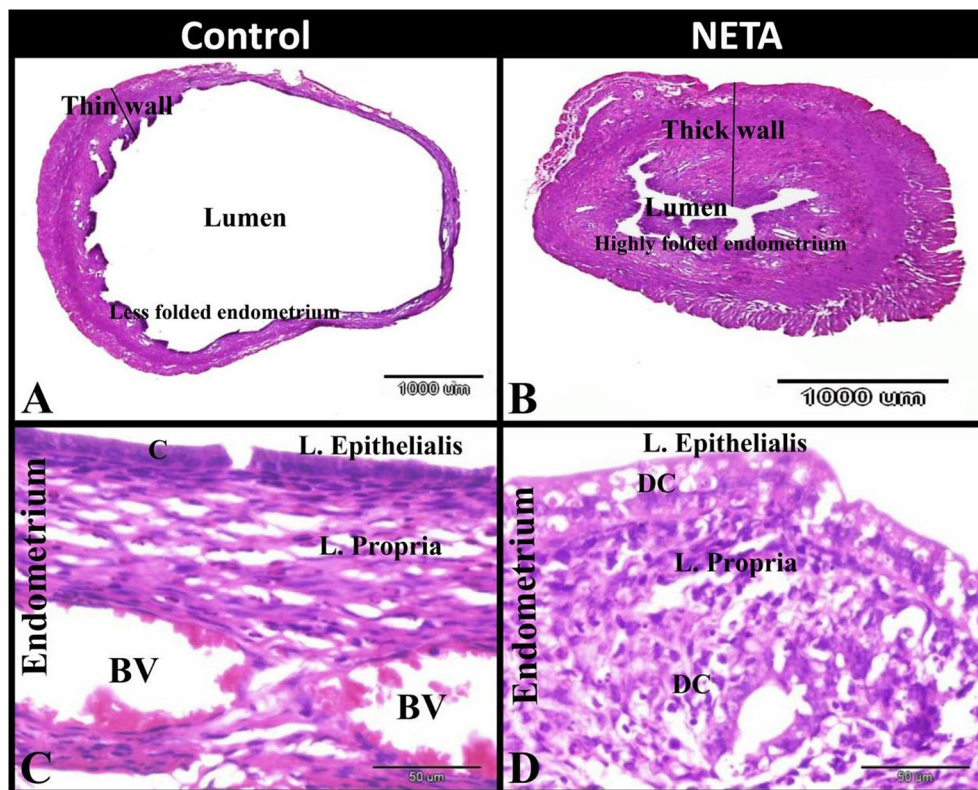 Control
NETA
Thin wall
Lumen
Less folded endometrium
1000 um
A
Thick wall
Lumen
Highly folded endometrium
1000 um
B
Endometrium
C
L. Epithelialis
L. Propria
BV
BV
C
50 um
Endometrium
L. Epithelialis
DC
L. Propria
DC
D
50 um